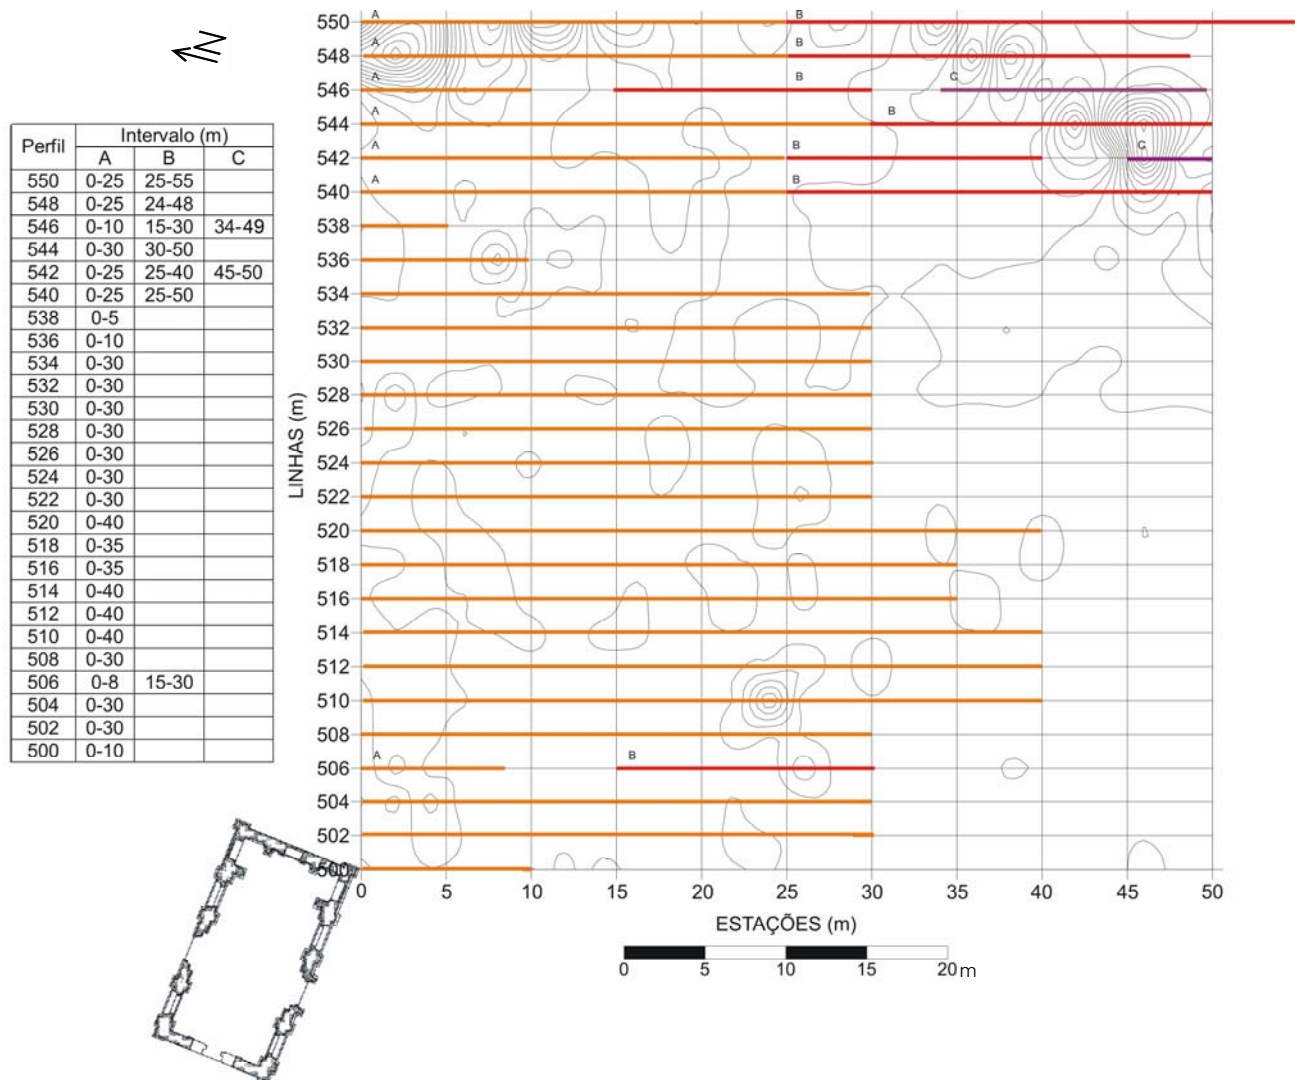 N
Perfil Intervalo (m)
A B C
550 0-25 25-55
548 0-25 24-48
546 0-10 15-30 34-49
544 0-30 30-50
542 0-25 25-40 45-50
540 0-25 25-50
538 0-5
536 0-10
534 0-30
532 0-30
530 0-30
528 0-30
526 0-30
524 0-30
522 0-30
520 0-40
518 0-35
516 0-35
514 0-40
512 0-40
510 0-40
508 0-30
506 0-8 15-30
504 0-30
502 0-30
500 0-10
LINHAS (m)
550 A B
548 A B
546 A B C
544 A B
542 A B C
540 A B
538
536
534
532
530
528
526
524
522
520
518
516
514
512
510
508
506 A B
504
502
500
0 5 10 15 20 25 30 35 40 45 50
ESTAÇÕES (m)
0 5 10 15 20 m